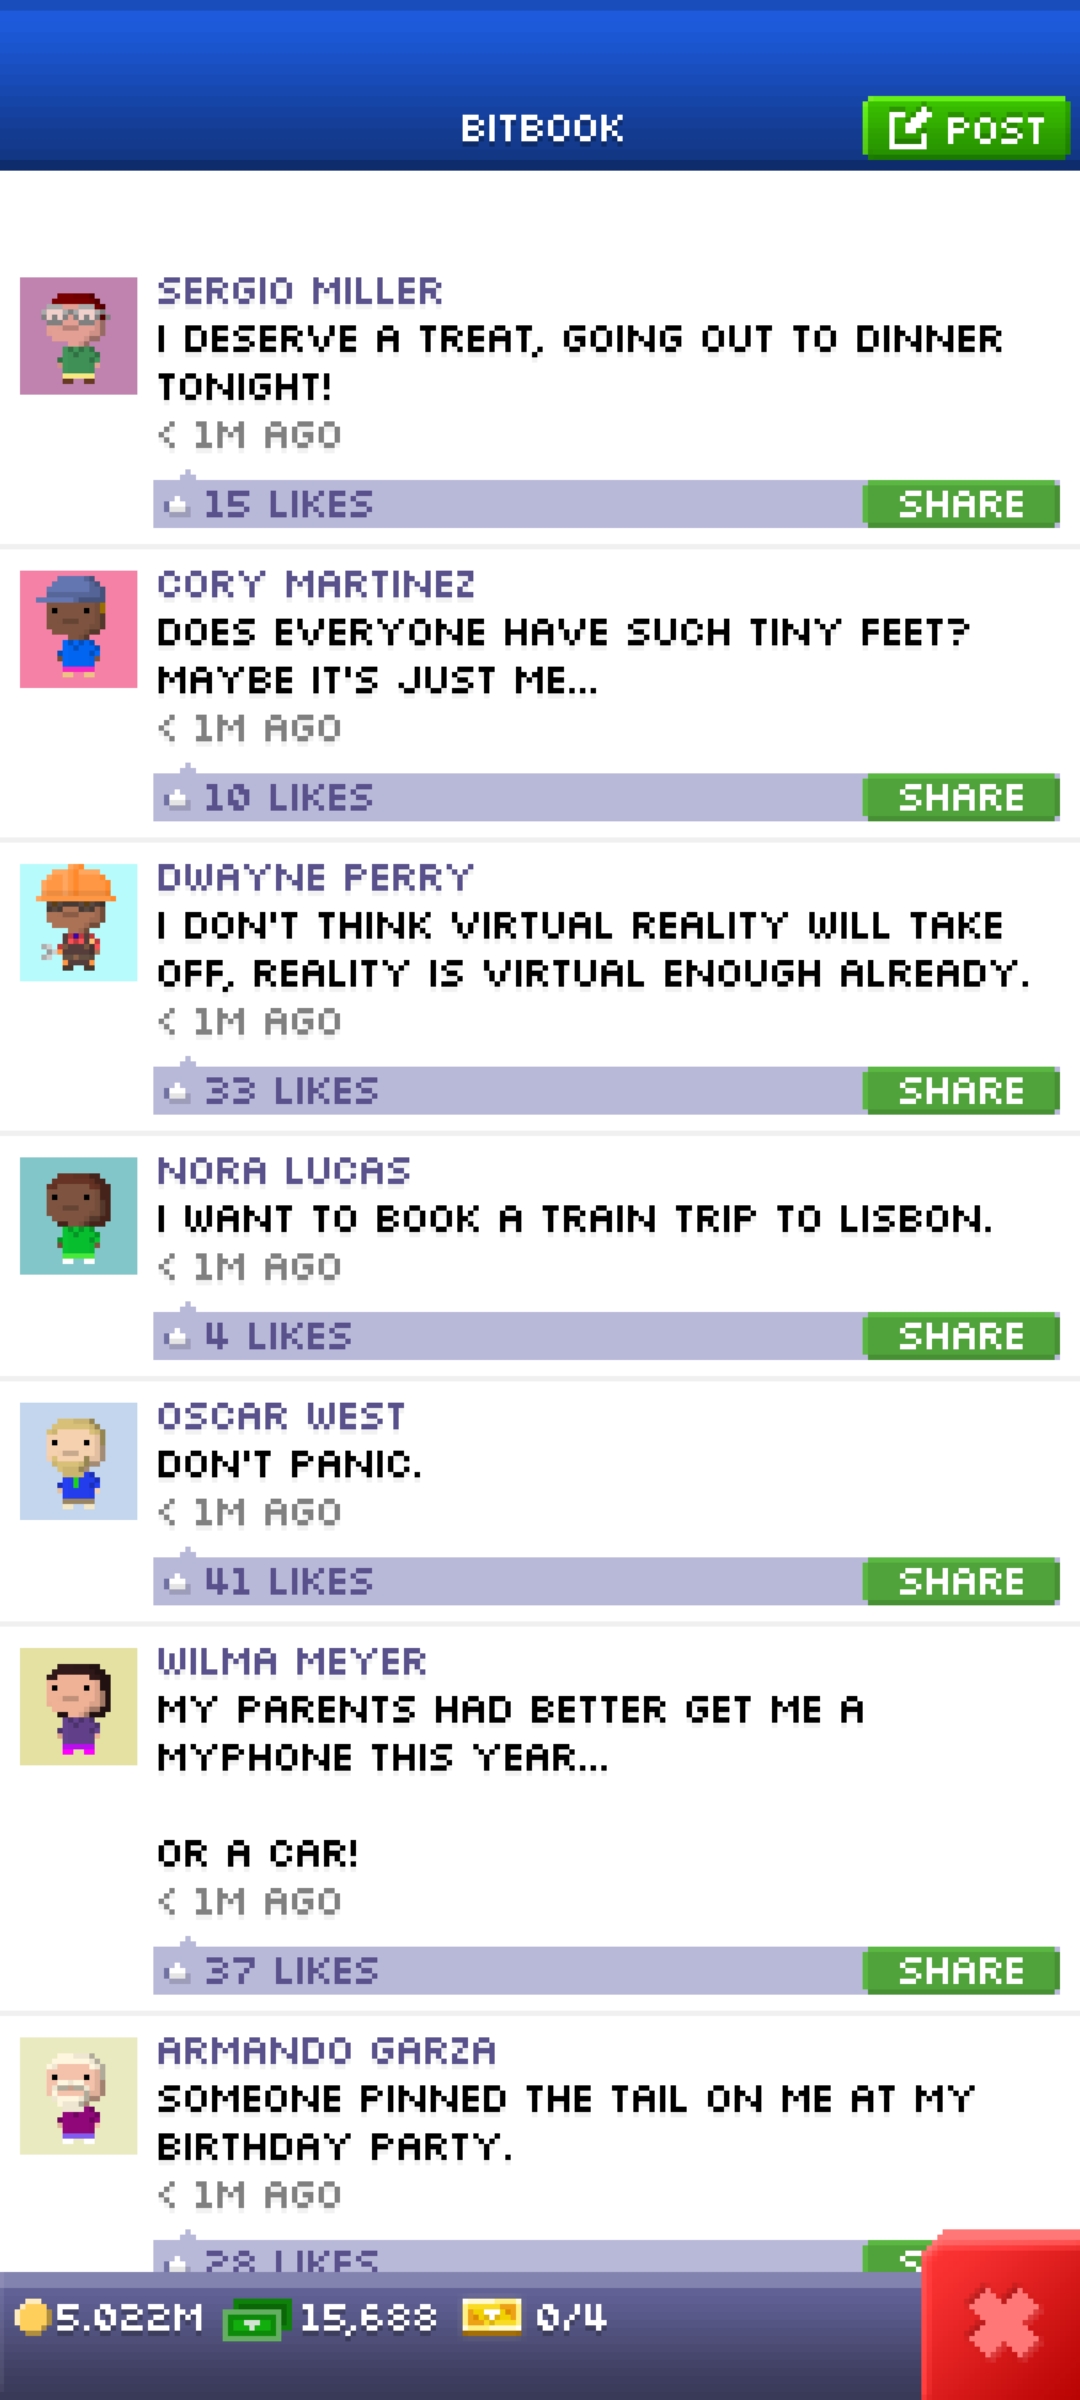 BITBOOK
POST
SERGIO MILLER
I DESERVE A TREAT, GOING OUT TO DINNER
TONIGHT!
< 1M AGO
15 LIKES
SHARE
CORY MARTINEZ
DOES EVERYONE HAVE SUCH TINY FEET?
MAYBE IT'S JUST ME...
< 1M AGO
10 LIKES
SHARE
DWAYNE PERRY
I DON'T THINK VIRTUAL REALITY WILL TAKE
OFF, REALITY IS VIRTUAL ENOUGH ALREADY.
< 1M AGO
33 LIKES
SHARE
NORA LUCAS
I WANT TO BOOK A TRAIN TRIP TO LISBON.
< 1M AGO
4 LIKES
SHARE
OSCAR WEST
DON'T PANIC.
< 1M AGO
41 LIKES
SHARE
WILMA MEYER
MY PARENTS HAD BETTER GET ME A
MYPHONE THIS YEAR...
OR A CAR!
< 1M AGO
37 LIKES
SHARE
ARMANDO GARZA
SOMEONE PINNED THE TAIL ON ME AT MY
BIRTHDAY PARTY.
< 1M AGO
28 LIKES
5.022M 15,688 0/4